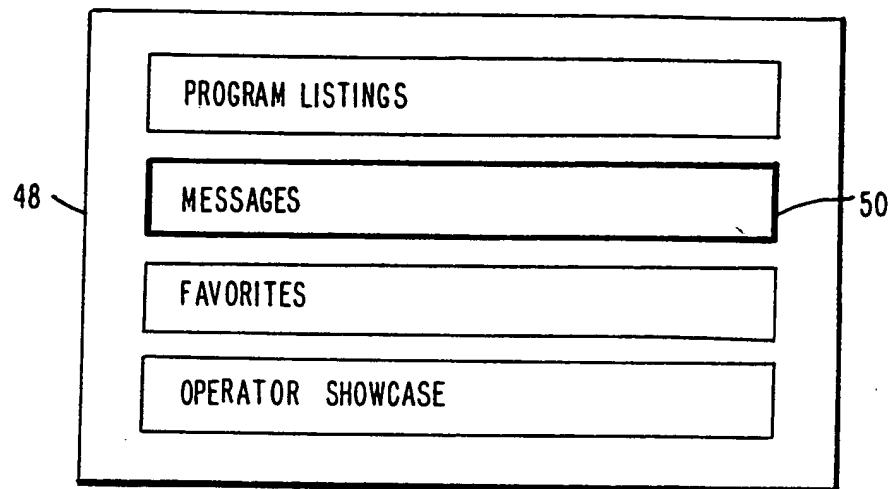 PROGRAM LISTINGS
48 MESSAGES 50
FAVORITES
OPERATOR SHOWCASE